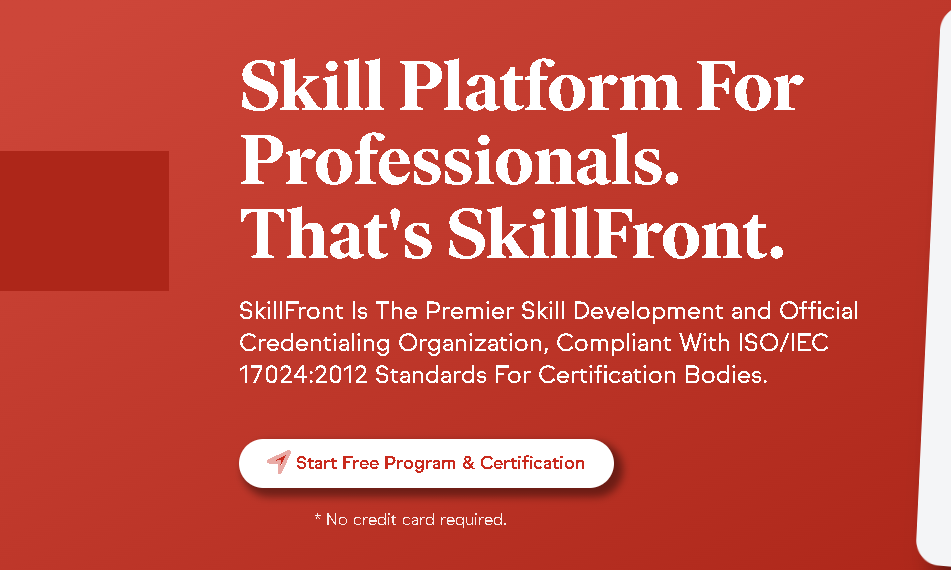 Skill Platform For
Professionals.
That's SkillFront.
SkillFront Is The Premier Skill Development and Official
Credentialing Organization, Compliant With ISO/IEC
17024:2012 Standards For Certification Bodies.
Start Free Program & Certification
* No credit card required.